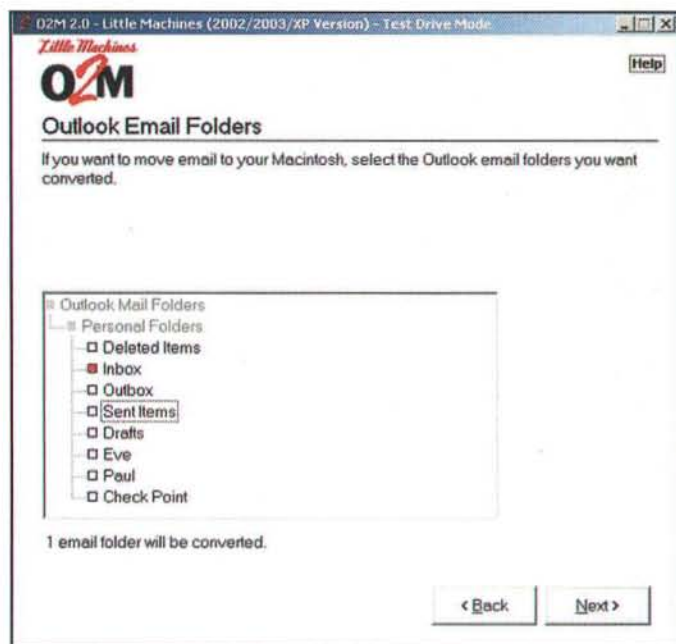 O2M 2.0 - Little Machines (2002/2003/XP Version) - Test Drive Mode
Little Machines
O2M
Help
Outlook Email Folders
If you want to move email to your Macintosh, select the Outlook email folders you want
converted.
Outlook Mail Folders
Personal Folders
Deleted Items
Inbox
Outbox
Sent Items
Drafts
Eve
Paul
Check Point
1 email folder will be converted.
< Back
Next >